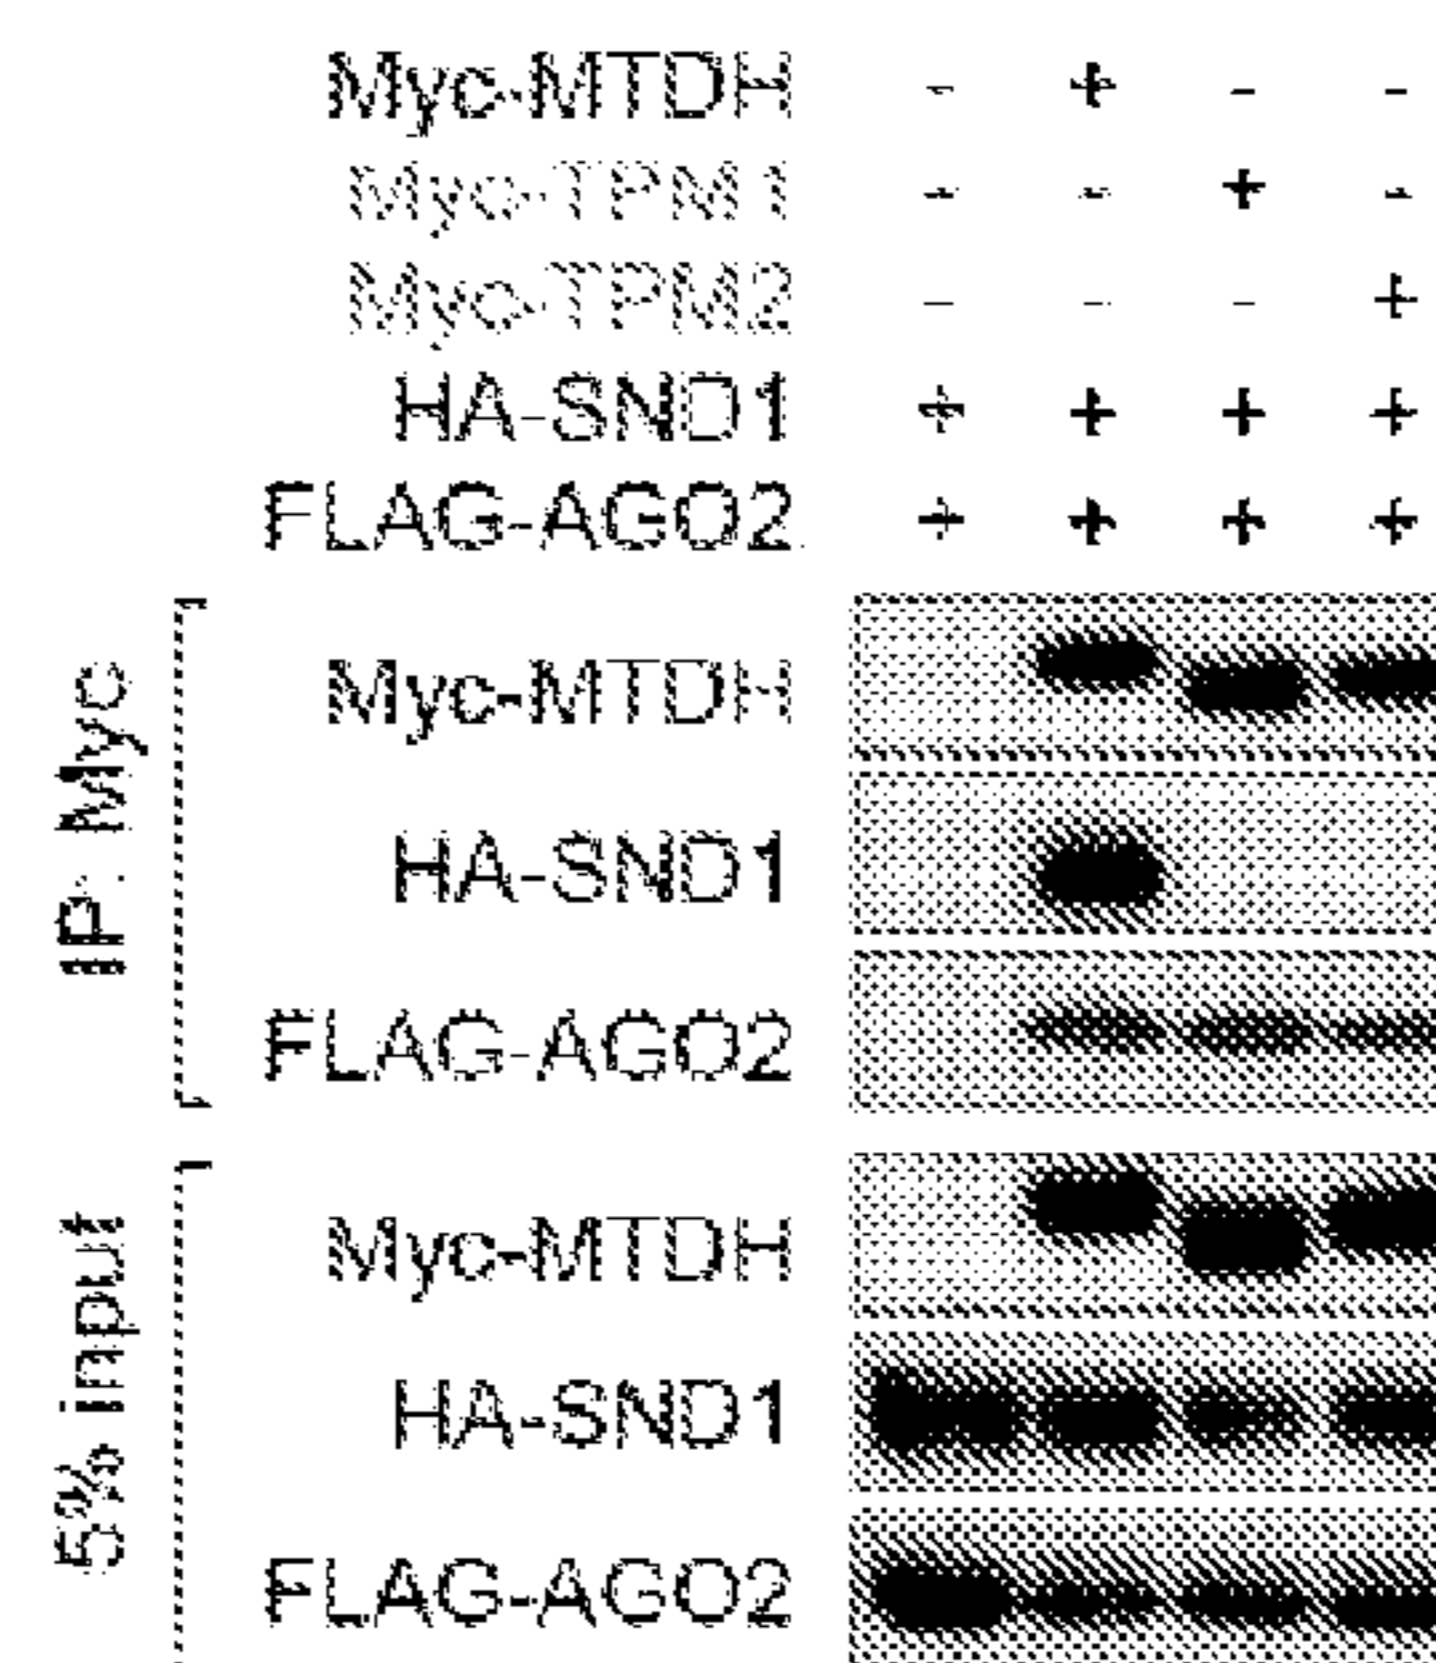 Myc-MTDH - + - -
Myc-TPM1 - - + -
Myc-TPM2 - - - +
HA-SND1 + + + +
FLAG-AGO2 + + + +
IP: Myc
Myc-MTDH
HA-SND1
FLAG-AGO2
5% input
Myc-MTDH
HA-SND1
FLAG-AGO2